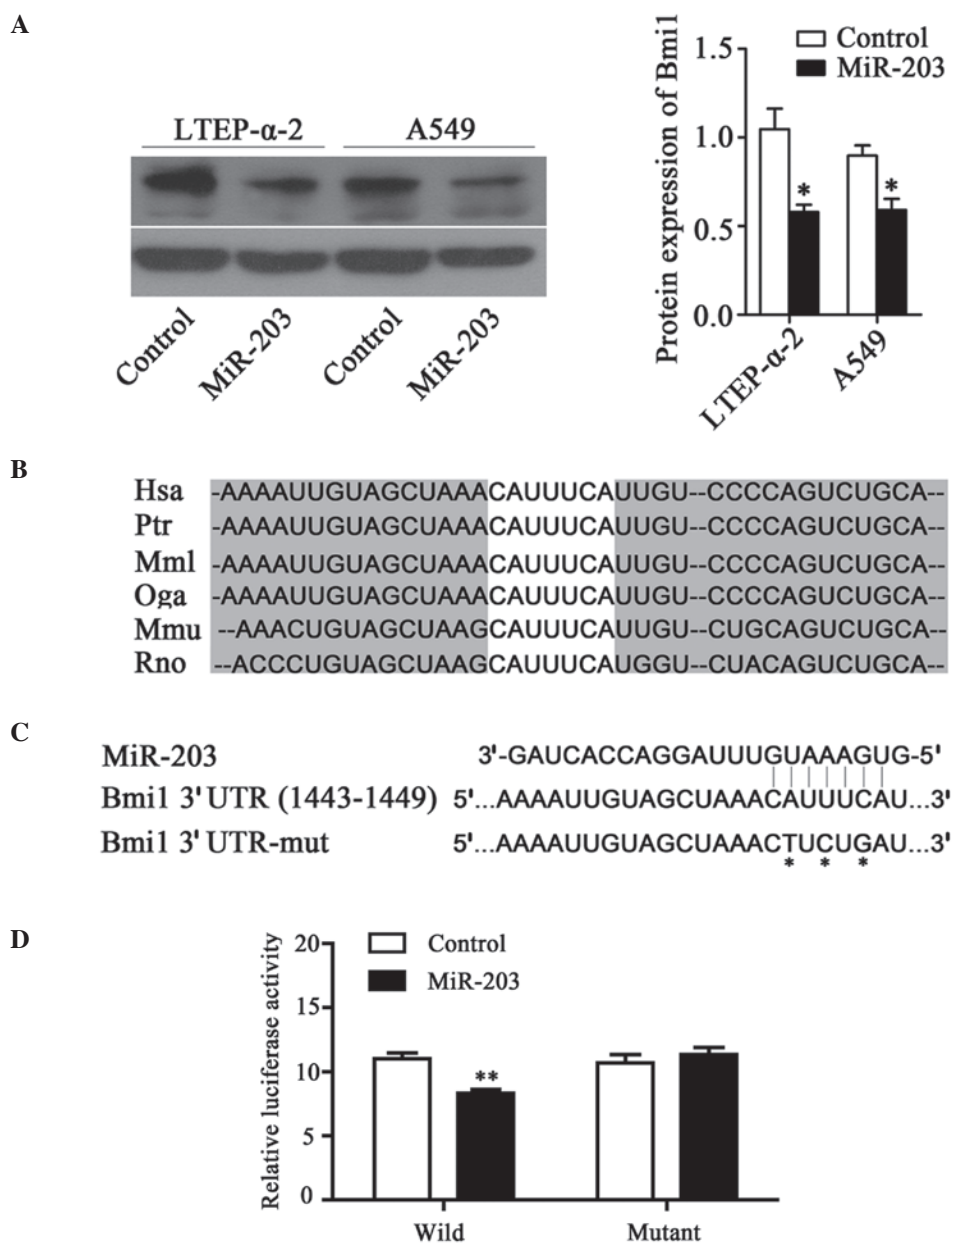 A
LTEP-α-2
A549
Control
MiR-203
Control
MiR-203
Protein expression of Bmi1
1.5
1.0
0.5
0.0
Control
MiR-203
*
*
LTEP-α-2
A549
B
Hsa -AAAAUUGUAGCUAAACAUUUCAUUGU--CCCCAGUCUGCA--
Ptr -AAAAUUGUAGCUAAACAUUUCAUUGU--CCCCAGUCUGCA--
Mml -AAAAUUGUAGCUAAACAUUUCAUUGU--CCCCAGUCUGCA--
Oga -AAAAUUGUAGCUAAACAUUUCAUUGU--CCCCAGUCUGCA--
Mmu --AAACUGUAGCUAAGCAUUUCAUUGU--CUGCAGUCUGCA--
Rno --ACCCUGUAGCUAAGCAUUUCAUGGU--CUACAGUCUGCA--
C
MiR-203 3'-GAUCACCAGGAUUUGUAAAGUG-5'
Bmi1 3'UTR (1443-1449) 5'...AAAAUUGUAGCUAAACAUUUCAU...3'
Bmi1 3'UTR-mut 5'...AAAAUUGUAGCUAAACTUCUGAU...3'
* * *
D
Relative luciferase activity
20
15
10
5
0
Control
MiR-203
**
Wild
Mutant